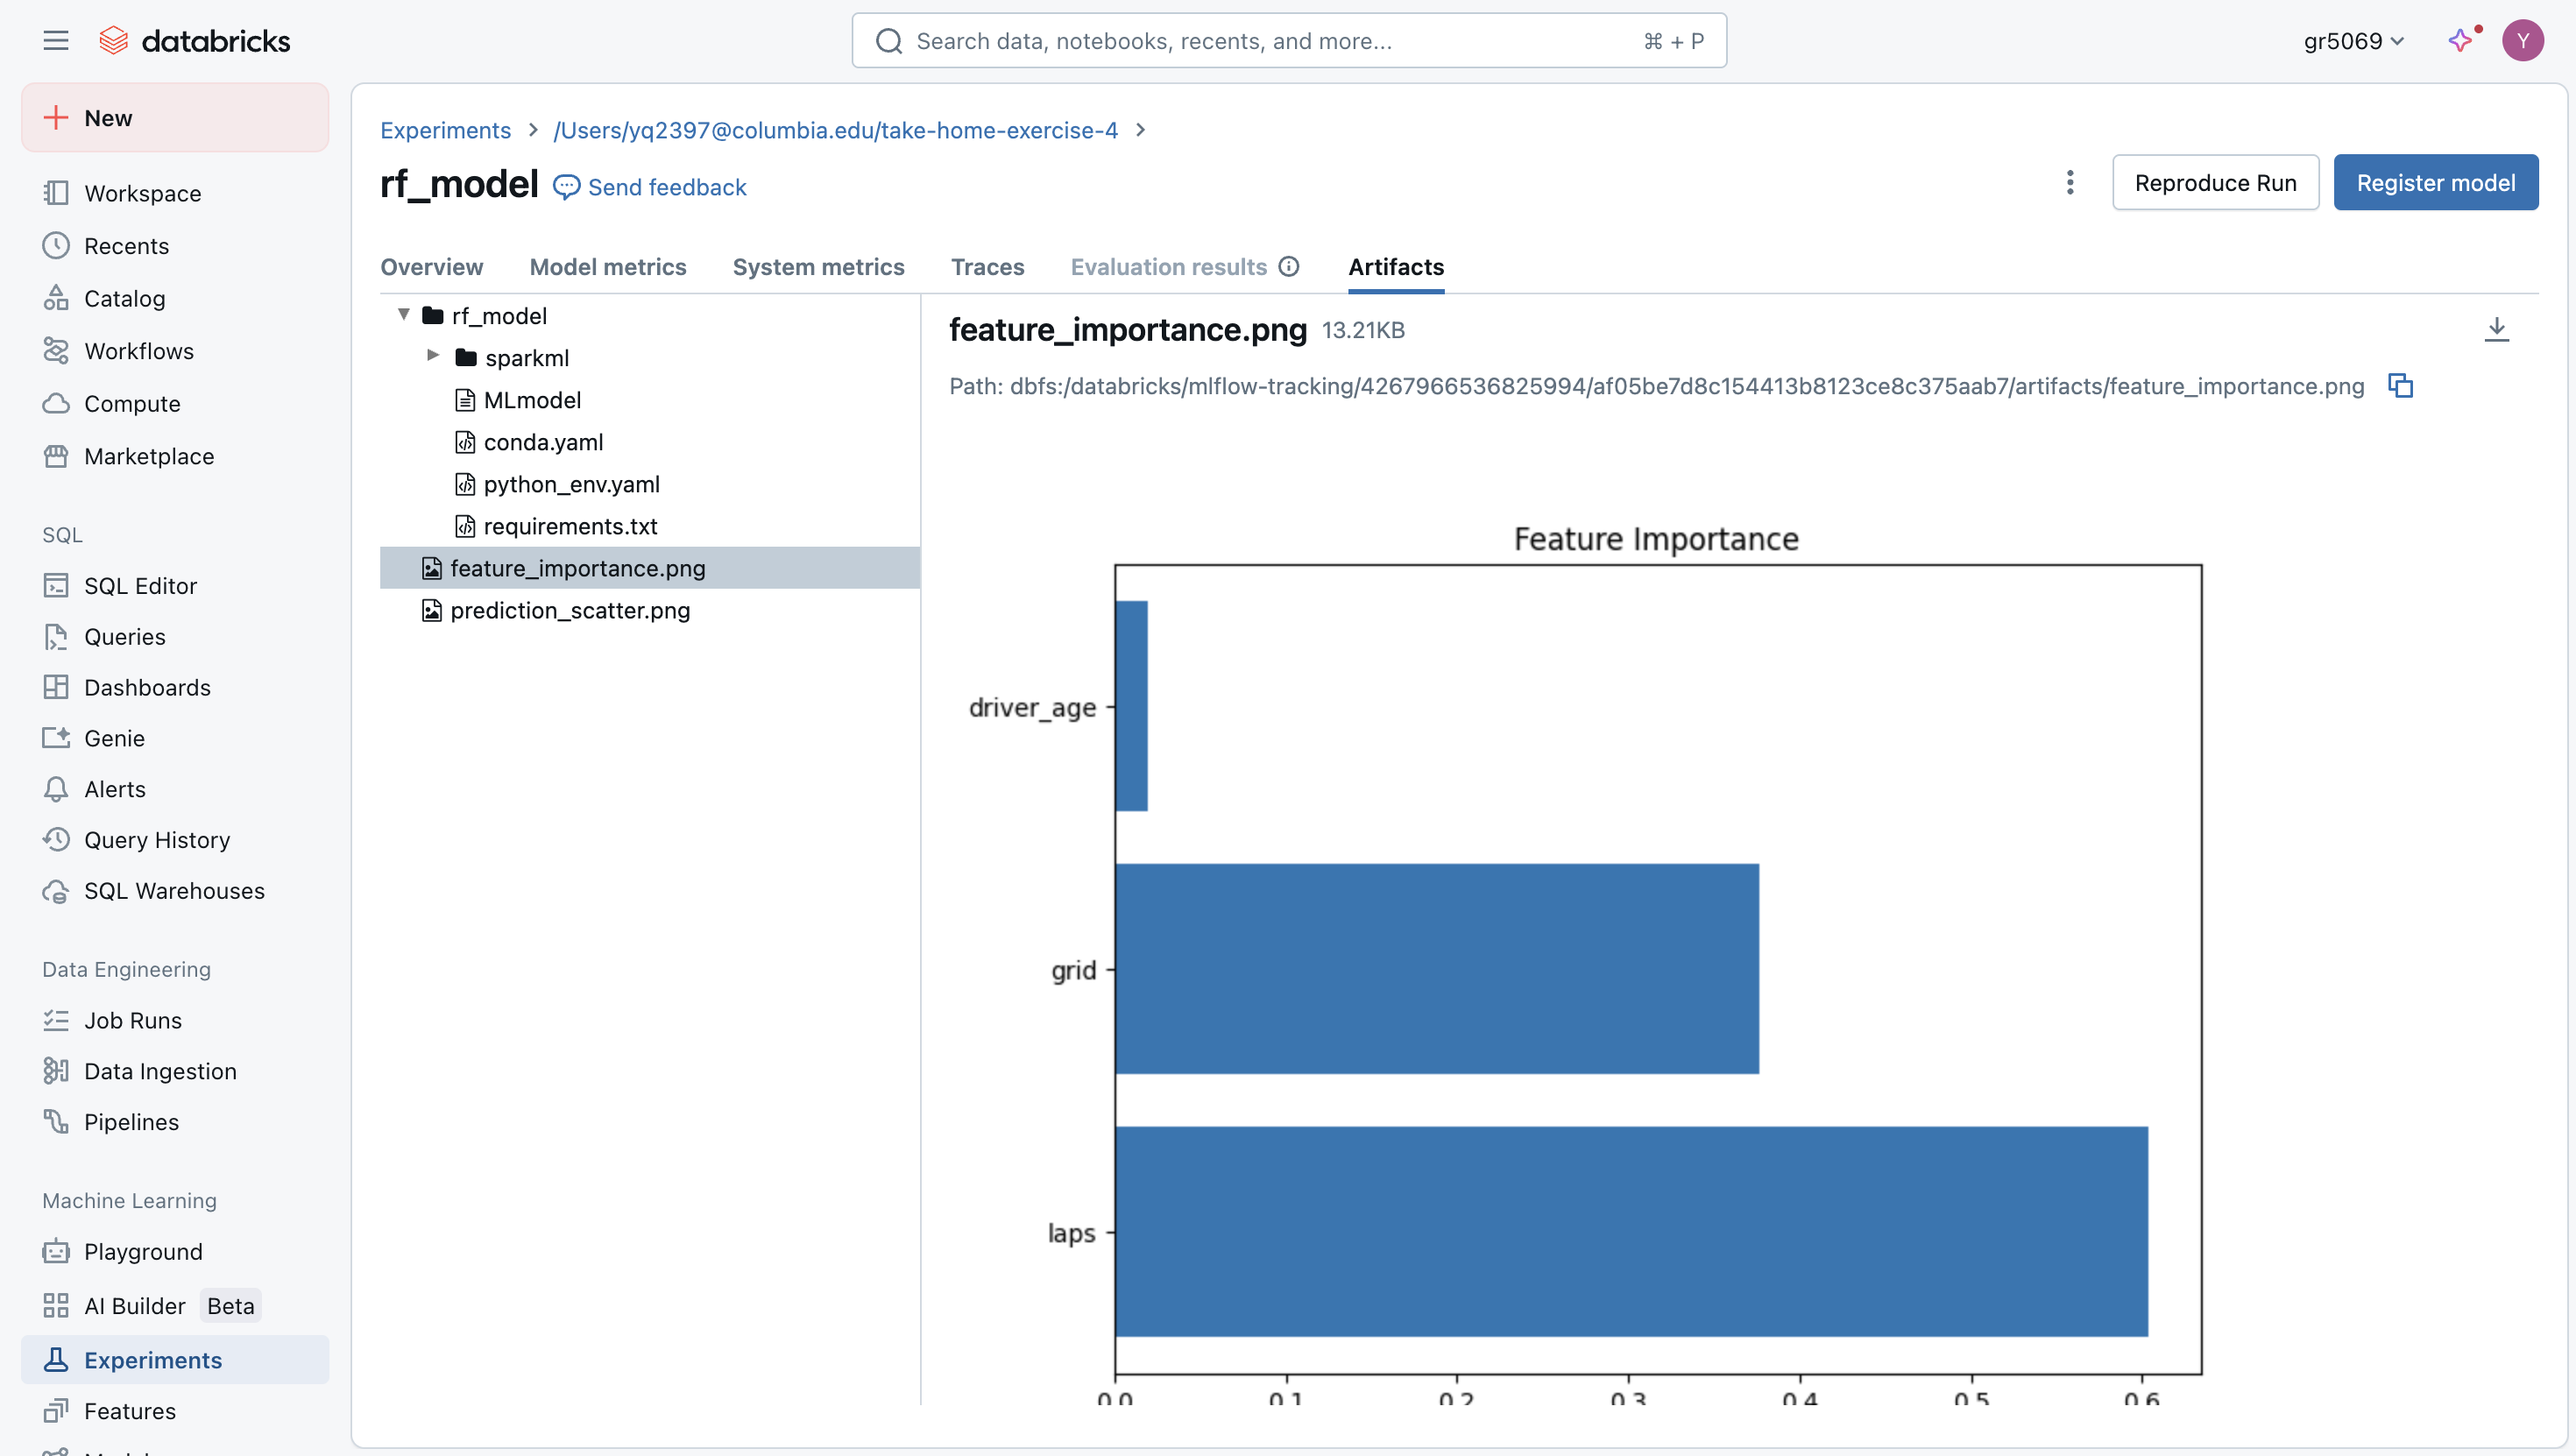 databricks
Search data, notebooks, recents, and more...
⌘ + P
gr5069
Y
New
Workspace
Recents
Catalog
Workflows
Compute
Marketplace
SQL
SQL Editor
Queries
Dashboards
Genie
Alerts
Query History
SQL Warehouses
Data Engineering
Job Runs
Data Ingestion
Pipelines
Machine Learning
Playground
AI Builder Beta
Experiments
Features
Experiments > /Users/yq2397@columbia.edu/take-home-exercise-4 >
rf_model Send feedback
Reproduce Run
Register model
Overview Model metrics System metrics Traces Evaluation results Artifacts
rf_model
sparkml
MLmodel
conda.yaml
python_env.yaml
requirements.txt
feature_importance.png
prediction_scatter.png
feature_importance.png 13.21KB
Path: dbfs:/databricks/mlflow-tracking/4267966536825994/af05be7d8c154413b8123ce8c375aab7/artifacts/feature_importance.png
Feature Importance
driver_age
grid
laps
0.0 0.1 0.2 0.3 0.4 0.5 0.6